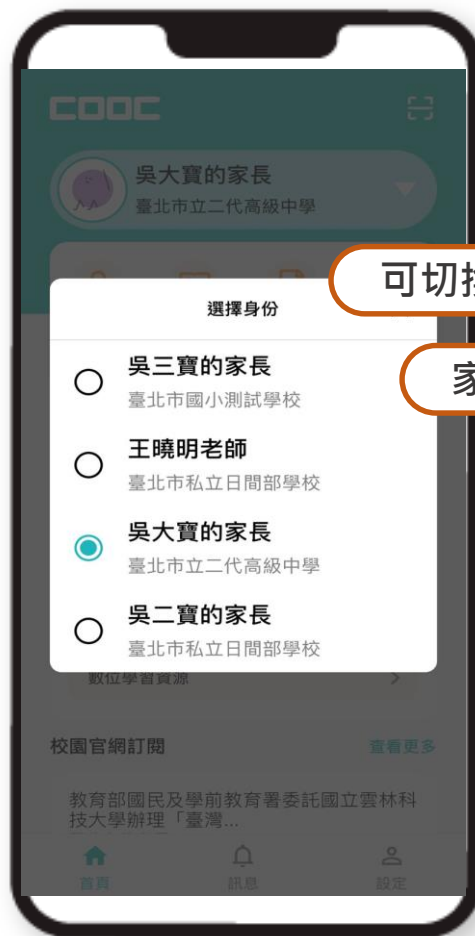 COOC
吳大寶的家長
臺北市立二代高級中學
可切換
選擇身份
家
吳三寶的家長
臺北市國小測試學校
王曉明老師
臺北市私立日間部學校
吳大寶的家長
臺北市立二代高級中學
吳二寶的家長
臺北市私立日間部學校
數位學習資源
校園官網訂閱
查看更多
教育部國民及學前教育署委託國立雲林科
技大學辦理「臺灣...
首頁
訊息
設定